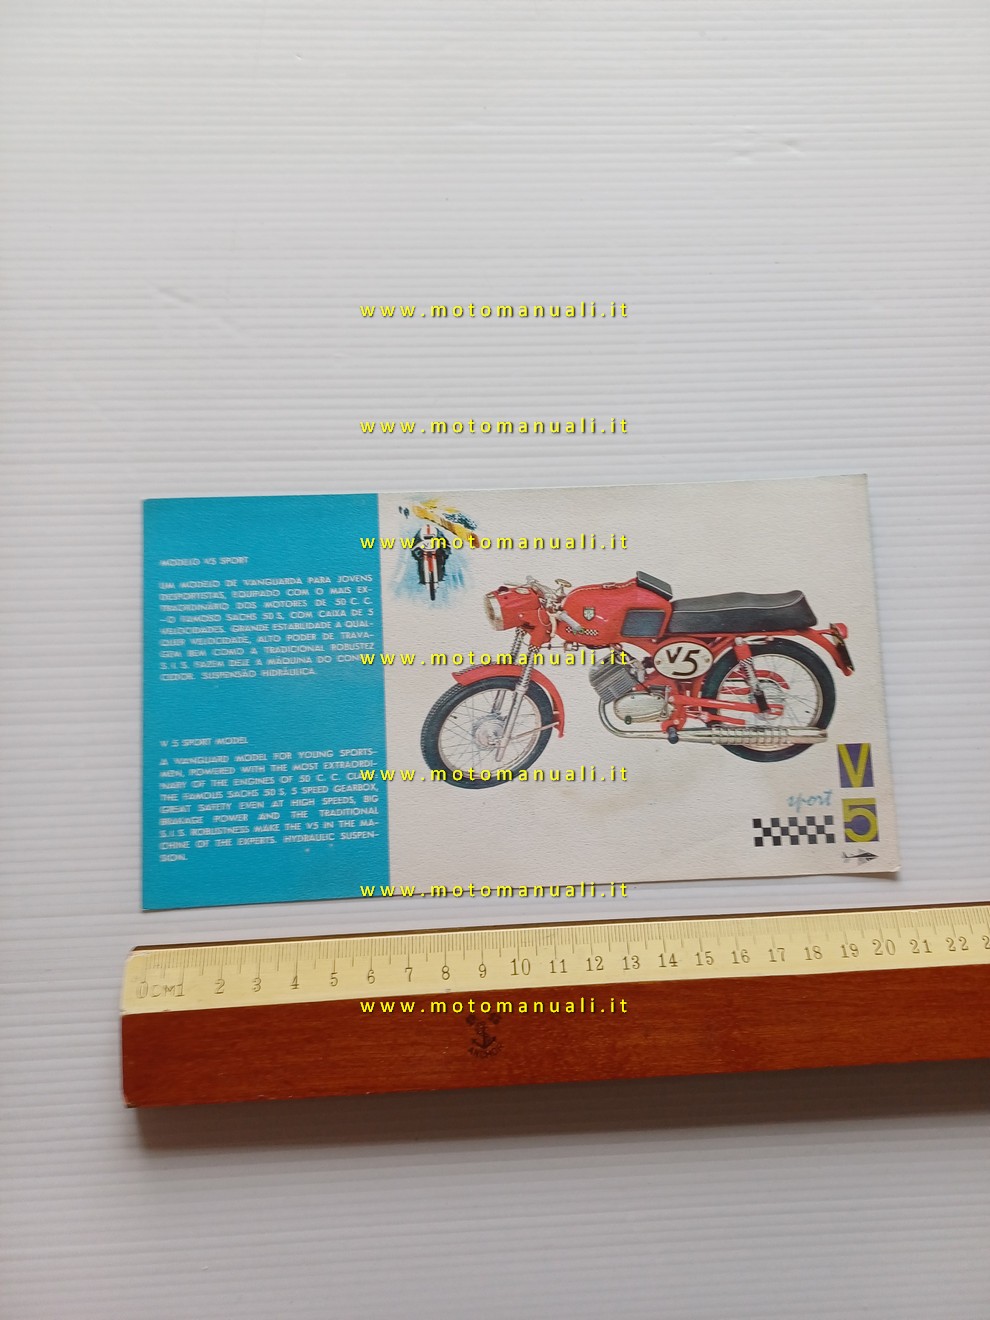 www.motomanuali.it
www.motomanuali.it
MODELO V5 SPORT
UM MODELO DE VANGUARDA PARA JOVENS
DESPORTISTAS, EQUIPADO COM O MAIS EX-
TRAORDINÁRIO DOS MOTORES DE 50 C. C.
-O FAMOSO SACHS 50 S, COM CAIXA DE 5
VELOCIDADES. GRANDE ESTABILIDADE A QUAL-
QUER VELOCIDADE, ALTO PODER DE TRAVA-
GEM BEM COMO A TRADICIONAL ROBUSTEZ
S. I. S. FAZEM DELE A MÁQUINA DO
CEDOR. SUSPENSÃO HIDRÁULICA.
V 5 SPORT MODEL
A VANGUARD MODEL FOR YOUNG SPORTS-
MEN, POWERED WITH THE MOST EXTRAORDI-
NARY OF THE ENGINES OF 50 C. C.
THE FAMOUS SACHS 50 S, 5 SPEED GEARBOX,
GREAT SAFETY EVEN AT HIGH SPEEDS, BIG
BRAKAGE POWER AND THE TRADITIONAL
S.I.S. ROBUSTNESS MAKE THE V5 IN THE MA-
CHINE OF THE EXPERTS. HYDRAULIC SUSPEN-
SION.
www.motomanuali.it
V5
www.motomanuali.it
www.motomanuali.it
V
sport
5
www.motomanuali.it
0CM1 2 3 4 5 6 7 8 9 10 11 12 13 14 15 16 17 18 19 20 21 22
www.motomanuali.it